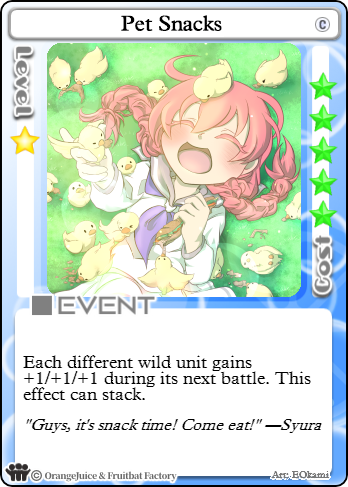 Pet Snacks
©
Level
Cost
EVENT
Each different wild unit gains
+1/+1/+1 during its next battle. This
effect can stack.
"Guys, it's snack time! Come eat!" —Syura
© OrangeJuice & Fruitbat Factory
Art: EOkami